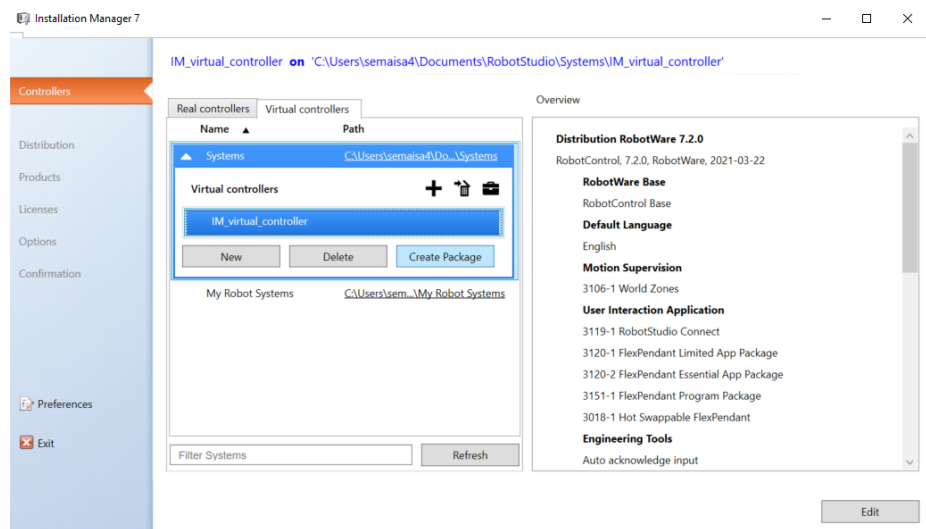 Installation Manager 7
IM_virtual_controller on 'C:\Users\semaisa4\Documents\RobotStudio\Systems\IM_virtual_controller'
Controllers
Distribution
Products
Licenses
Options
Confirmation
Preferences
Exit
Real controllers Virtual controllers
Name Path
Systems C:\Users\semaisa4\Do...\Systems
Virtual controllers
IM_virtual_controller
New Delete Create Package
My Robot Systems C:\Users\sem...\My Robot Systems
Filter Systems Refresh
Overview
Distribution RobotWare 7.2.0
RobotControl, 7.2.0, RobotWare, 2021-03-22
RobotWare Base
RobotControl Base
Default Language
English
Motion Supervision
3106-1 World Zones
User Interaction Application
3119-1 RobotStudio Connect
3120-1 FlexPendant Limited App Package
3120-2 FlexPendant Essential App Package
3151-1 FlexPendant Program Package
3018-1 Hot Swappable FlexPendant
Engineering Tools
Auto acknowledge input
Edit